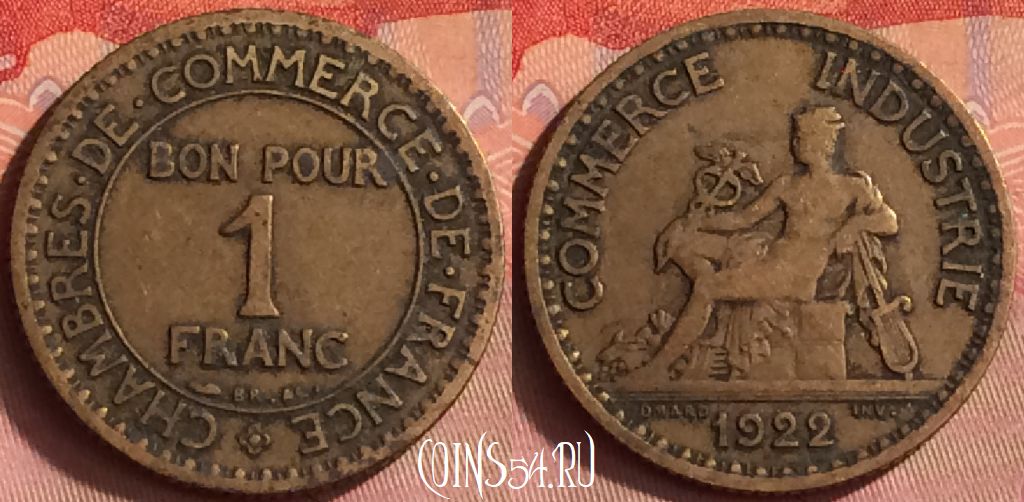 CHAMBRES·DE·COMMERCE·DE·FRANCE
BON POUR
1
FRANC
COMMERCE INDUSTRIE
DOMARD INV.
1922
COINS54.RU